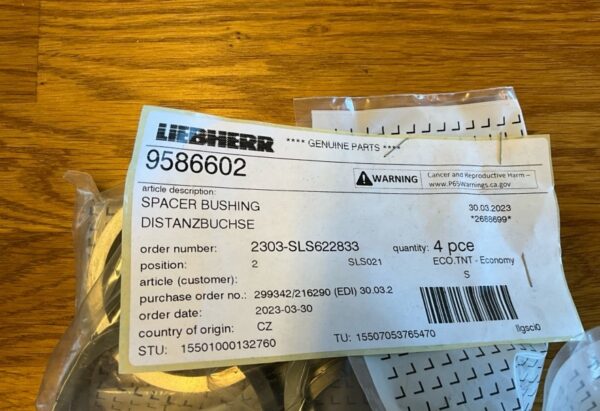 LIEBHERR **** GENUINE PARTS ****
9586602
WARNING Cancer and Reproductive Harm –
www.P65Warnings.ca.gov
article description:
SPACER BUSHING 30.03.2023
DISTANZBUCHSE *2688699*
order number: 2303-SLS622833 quantity: 4 pce
position: 2 SLS021 ECO.TNT - Economy
article (customer): S
purchase order no.: 299342/216290 (EDI) 30.03.2
order date: 2023-03-30
country of origin: CZ llgsci0
STU: 15501000132760 TU: 15507053765470